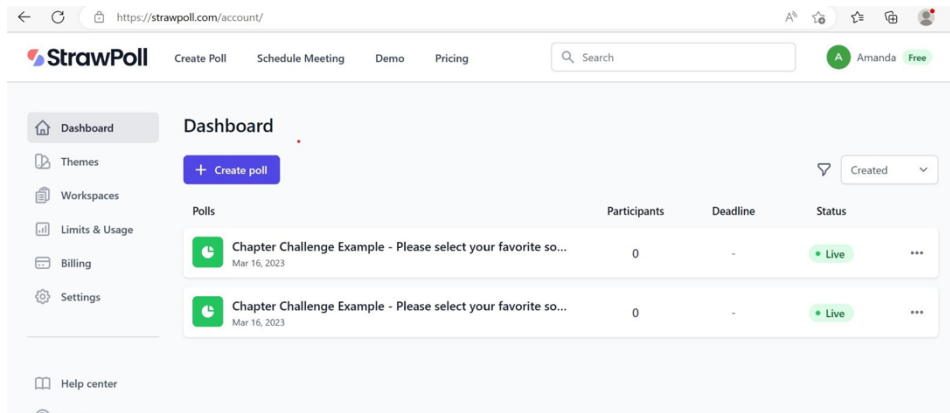 https://strawpoll.com/account/
StrawPoll Create Poll Schedule Meeting Demo Pricing Search A Amanda Free
Dashboard
Themes
Workspaces
Limits & Usage
Billing
Settings
Help center
Dashboard
+ Create poll Created
Polls Participants Deadline Status
Chapter Challenge Example - Please select your favorite so... 0 - Live
Mar 16, 2023
Chapter Challenge Example - Please select your favorite so... 0 - Live
Mar 16, 2023